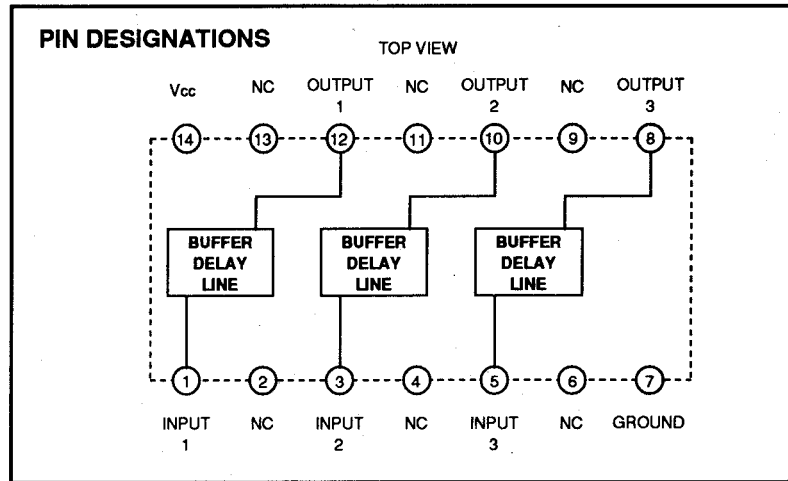 PIN DESIGNATIONS
TOP VIEW
Vcc NC OUTPUT 1 NC OUTPUT 2 NC OUTPUT 3
14 13 12 11 10 9 8
BUFFER DELAY LINE
BUFFER DELAY LINE
BUFFER DELAY LINE
1 2 3 4 5 6 7
INPUT 1 NC INPUT 2 NC INPUT 3 NC GROUND